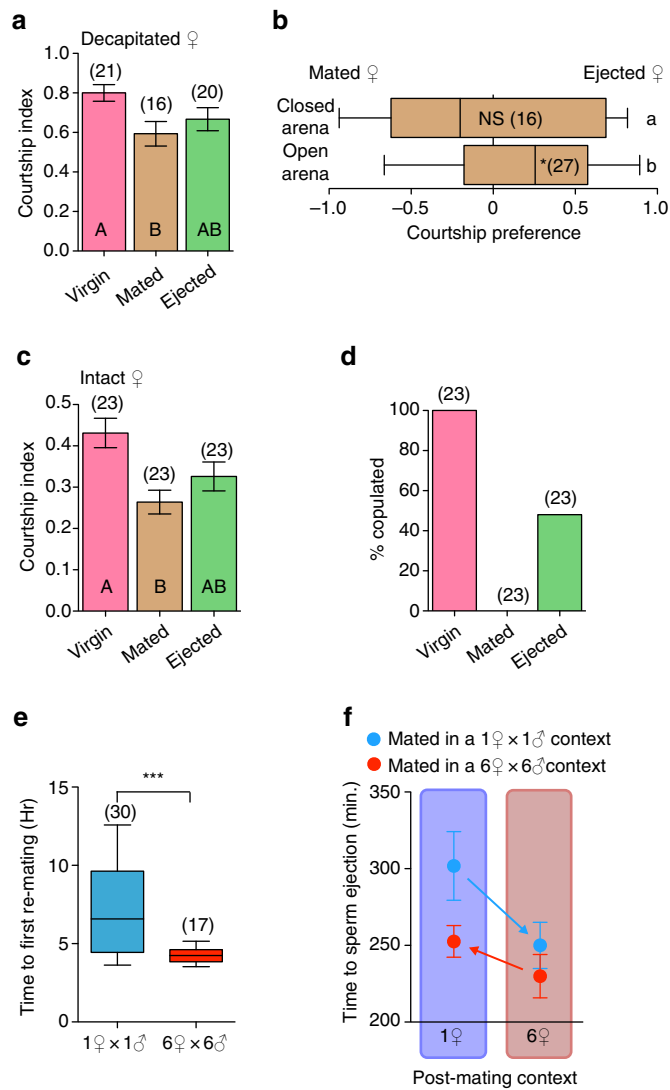 a
Decapitated ♀
Courtship index
1.0
0.8
0.6
0.4
0.2
0.0
(21)
(16)
(20)
A
B
AB
Virgin
Mated
Ejected
b
Mated ♀
Ejected ♀
Closed arena
NS (16)
a
Open arena
*(27)
b
–1.0
–0.5
0
0.5
1.0
Courtship preference
c
Intact ♀
Courtship index
0.5
0.4
0.3
0.2
0.1
0.0
(23)
(23)
(23)
A
B
AB
Virgin
Mated
Ejected
d
% copulated
100
80
60
40
20
0
(23)
(23)
(23)
Virgin
Mated
Ejected
e
Time to first re-mating (Hr)
15
10
5
0
***
(30)
(17)
1♀×1♂
6♀×6♂
f
Mated in a 1♀×1♂ context
Mated in a 6♀×6♂context
Time to sperm ejection (min.)
350
300
250
200
1♀
6♀
Post-mating context